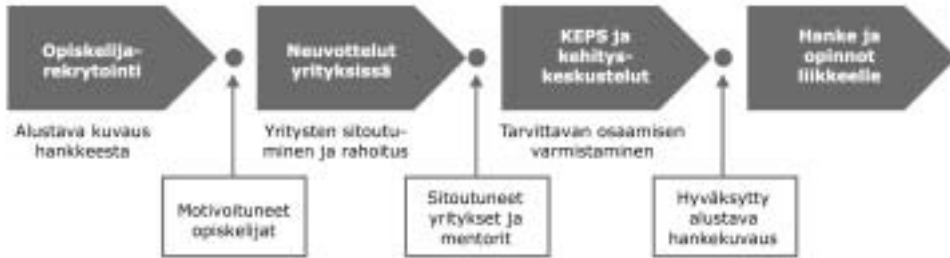 Opiskelija-
rekrytointi
Neuvottelut
yrityksissä
KEPS ja
kehitys-
keskustelut
Hanke ja
opinnot
liikkeelle
Alustava kuvaus
hankkeesta
Yritysten sitoutu-
minen ja rahoitus
Tarvittavan osaamisen
varmistaminen
Motivoituneet
opiskelijat
Sitoutuneet
yritykset ja
mentorit
Hyväksytty
alustava
hankekuvaus